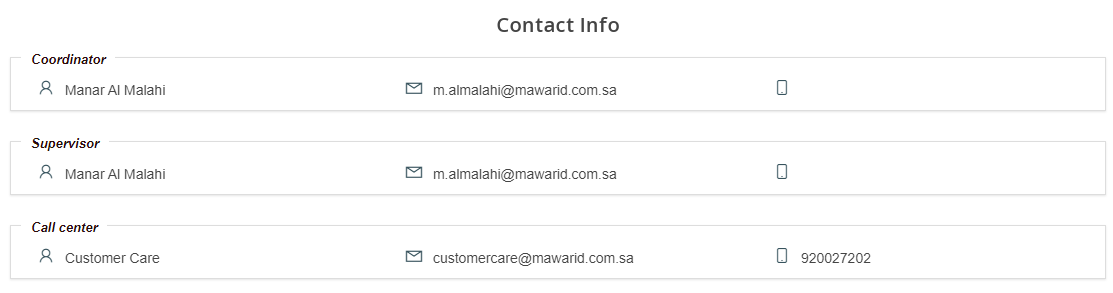 Contact Info
Coordinator
Manar Al Malahi m.almalahi@mawarid.com.sa
Supervisor
Manar Al Malahi m.almalahi@mawarid.com.sa
Call center
Customer Care customercare@mawarid.com.sa 920027202